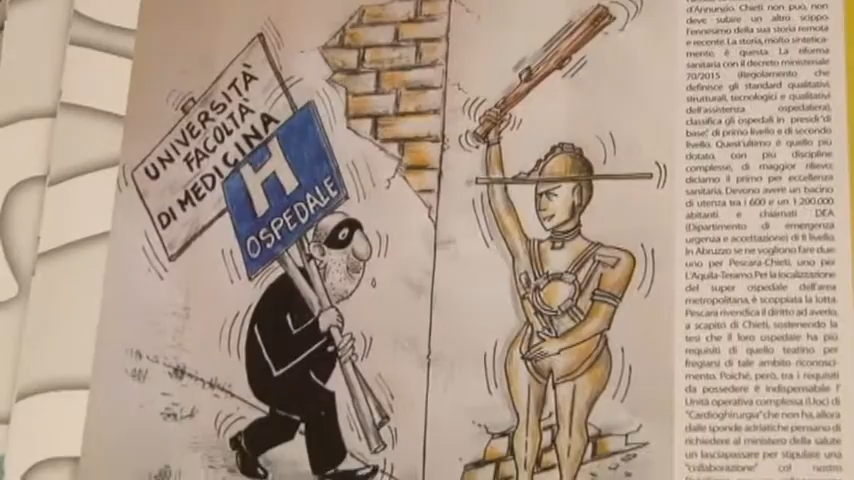 UNIVERSITÀ
FACOLTÀ
DI MEDICINA
H
OSPEDALE
d'Annunzio. Chieti non può, non
deve subire un altro scippo,
l'ennesimo della sua storia remota
e recente. La storia, molto sintetica-
mente, è questa. La riforma
sanitaria con il decreto ministeriale
70/2015 (Regolamento che
definisce gli standard qualitativi,
strutturali, tecnologici e qualitativi
dell'assistenza ospedaliera),
classifica gli ospedali in presidi "di
base", di primo livello e di secondo
livello. Quest'ultimo è quello più
dotato, con più discipline
complesse, di maggior rilievo;
diciamo il primo per eccellenza
sanitaria. Devono avere un bacino
di utenza tra i 600 e un 1.200.000
abitanti e chiamati DEA
(Dipartimento di emergenza
urgenza e accettazione) di II livello.
In Abruzzo se ne vogliono fare due:
uno per Pescara-Chieti, uno per
L'Aquila-Teramo. Per la localizzazione
del super ospedale dell'area
metropolitana, è scoppiata la lotta.
Pescara rivendica il diritto ad averlo,
a scapito di Chieti, sostenendo la
tesi che il loro ospedale ha più
requisiti di quello teatino per
fregiarsi di tale ambito riconosci-
mento. Poiché, però, tra i requisiti
da possedere è indispensabile l'
Unità operativa complessa (Uoc) di
"Cardiochirurgia" che non ha, allora
dalle sponde adriatiche pensano di
richiedere al ministero della salute
un lasciapassare per stipulare una
"collaborazione" col nostro